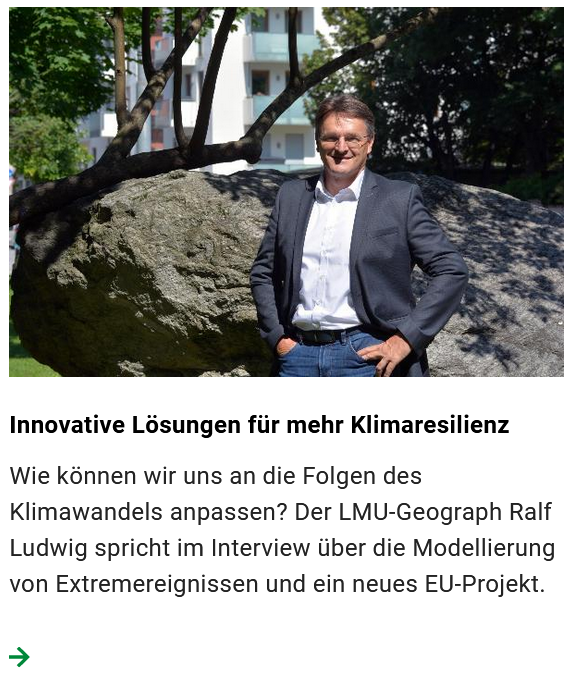 Innovative Lösungen für mehr Klimaresilienz
Wie können wir uns an die Folgen des
Klimawandels anpassen? Der LMU-Geograph Ralf
Ludwig spricht im Interview über die Modellierung
von Extremereignissen und ein neues EU-Projekt.